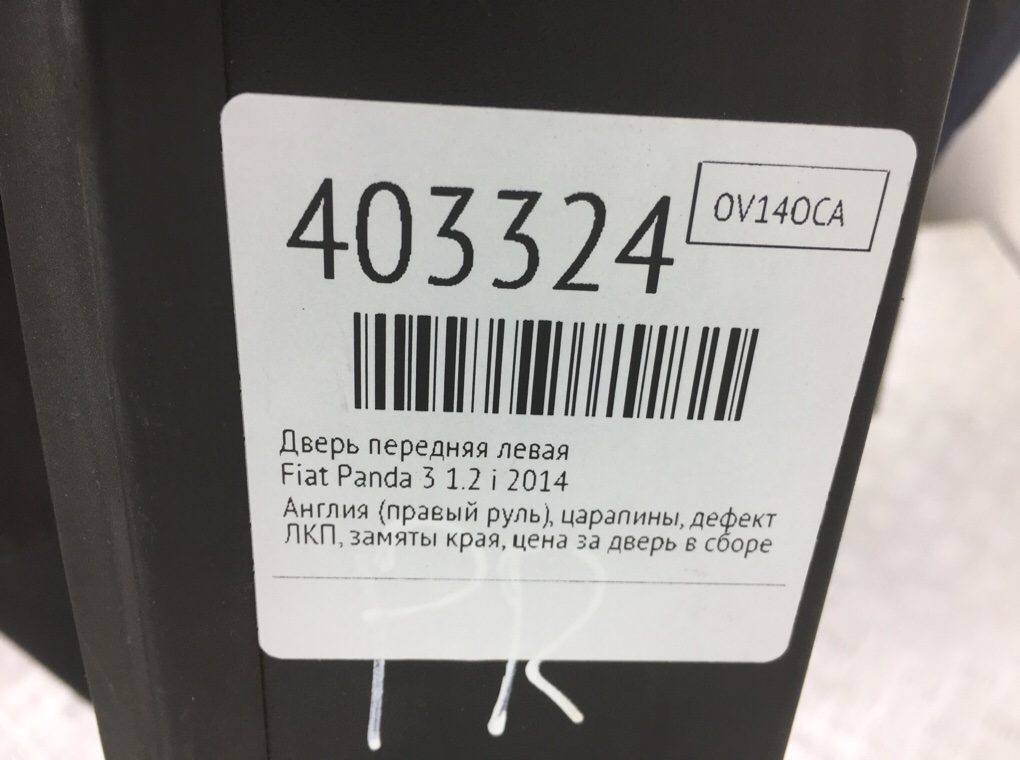 403324
OV14OCA
Дверь передняя левая
Fiat Panda 3 1.2 i 2014
Англия (правый руль), царапины, дефект
ЛКП, замяты края, цена за дверь в сборе
PR